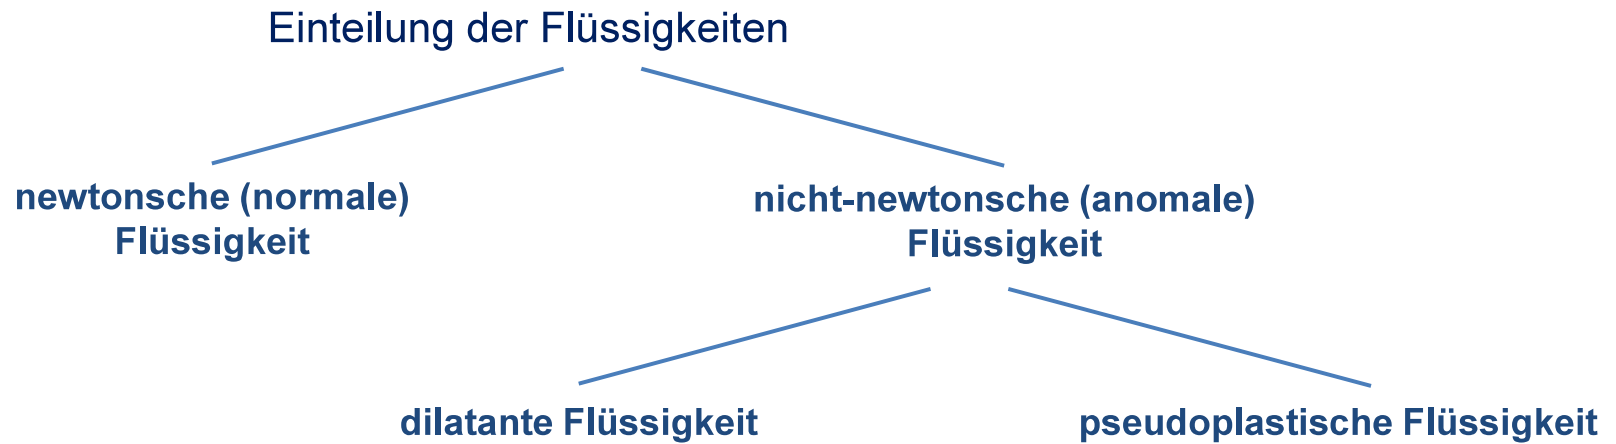 Einteilung der Flüssigkeiten
newtonsche (normale)
Flüssigkeit
nicht-newtonsche (anomale)
Flüssigkeit
dilatante Flüssigkeit
pseudoplastische Flüssigkeit